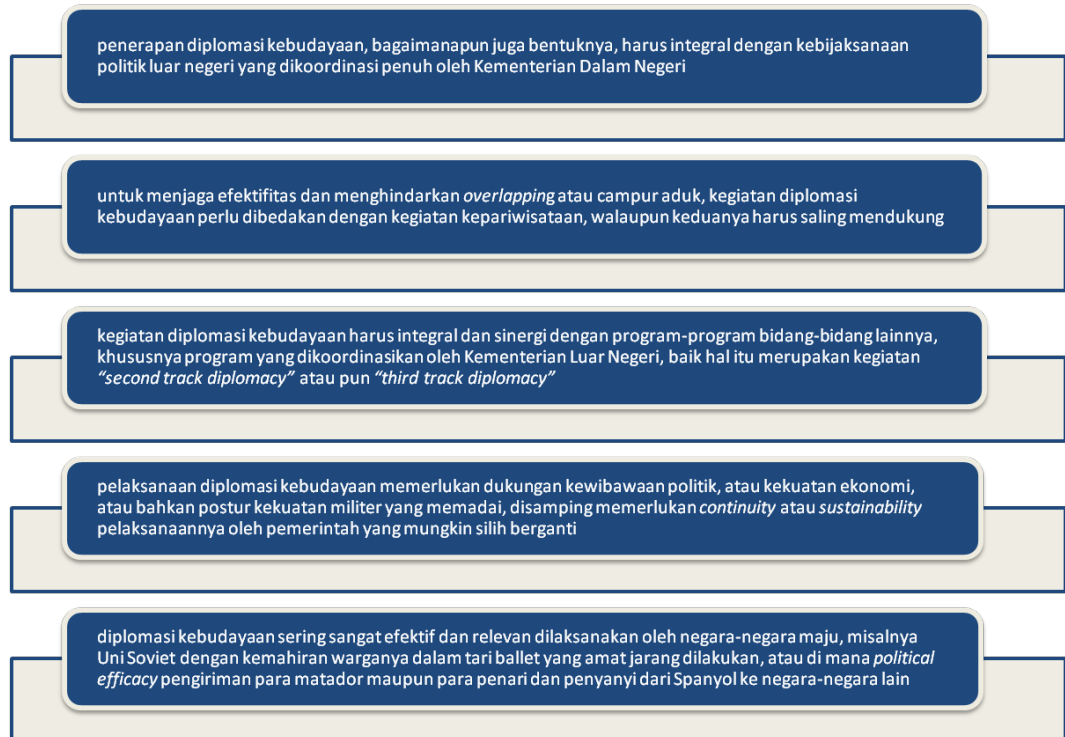 penerapan diplomasi kebudayaan, bagaimanapun juga bentuknya, harus integral dengan kebijaksanaan
politik luar negeri yang dikoordinasi penuh oleh Kementerian Dalam Negeri
untuk menjaga efektifitas dan menghindarkan overlapping atau campur aduk, kegiatan diplomasi
kebudayaan perlu dibedakan dengan kegiatan kepariwisataan, walaupun keduanya harus saling mendukung
kegiatan diplomasi kebudayaan harus integral dan sinergi dengan program-program bidang-bidang lainnya,
khususnya program yang dikoordinasikan oleh Kementerian Luar Negeri, baik hal itu merupakan kegiatan
“second track diplomacy” atau pun “third track diplomacy”
pelaksanaan diplomasi kebudayaan memerlukan dukungan kewibawaan politik, atau kekuatan ekonomi,
atau bahkan postur kekuatan militer yang memadai, disamping memerlukan continuity atau sustainability
pelaksanaannya oleh pemerintah yang mungkin silih berganti
diplomasi kebudayaan sering sangat efektif dan relevan dilaksanakan oleh negara-negara maju, misalnya
Uni Soviet dengan kemahiran warganya dalam tari ballet yang amat jarang dilakukan, atau di mana political
efficacy pengiriman para matador maupun para penari dan penyanyi dari Spanyol ke negara-negara lain